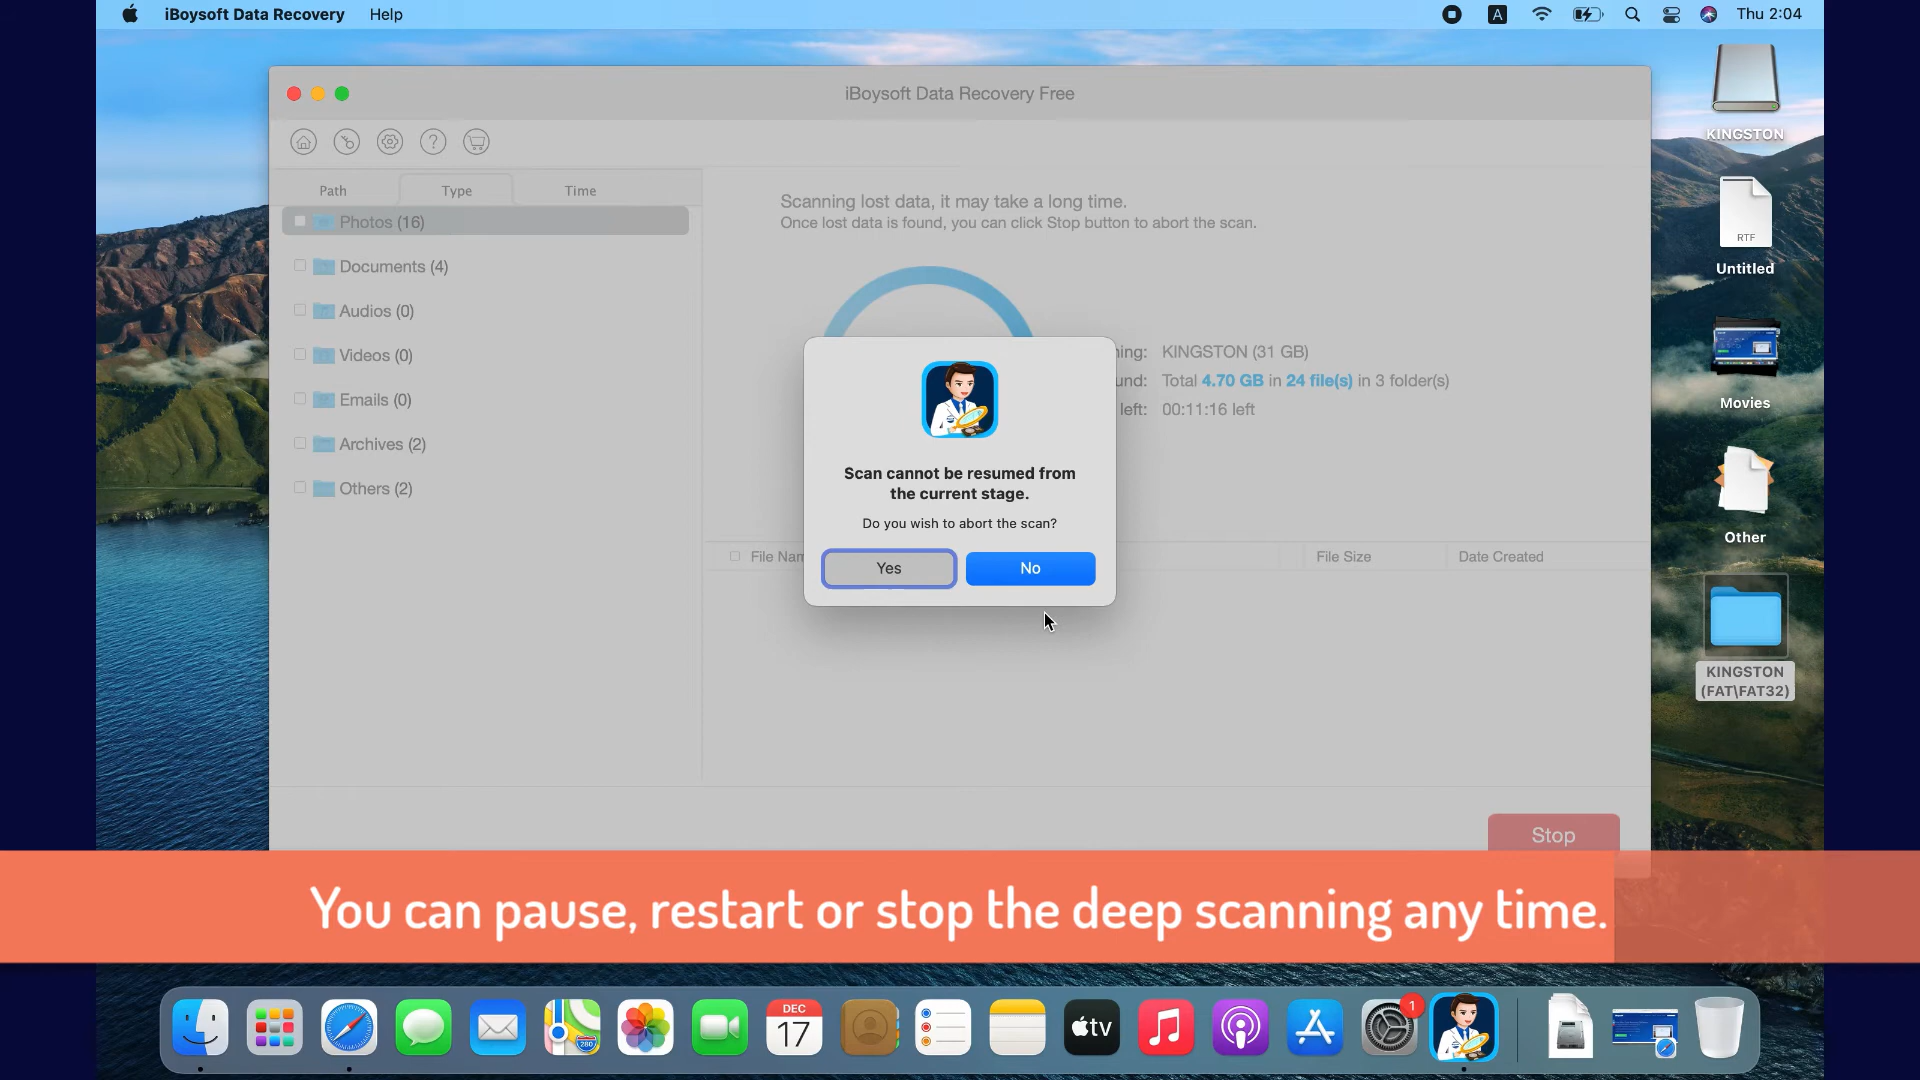 iBoysoft Data Recovery Help
A
Thu 2:04
iBoysoft Data Recovery Free
Path Type Time
Photos (16)
Documents (4)
Audios (0)
Videos (0)
Emails (0)
Archives (2)
Others (2)
Scanning lost data, it may take a long time.
Once lost data is found, you can click Stop button to abort the scan.
ning: KINGSTON (31 GB)
und: Total 4.70 GB in 24 file(s) in 3 folder(s)
left: 00:11:16 left
Scan cannot be resumed from
the current stage.
Do you wish to abort the scan?
Yes No
File Nam File Size Date Created
Stop
KINGSTON
RTF
Untitled
Movies
Other
KINGSTON
(FAT\FAT32)
You can pause, restart or stop the deep scanning any time.
280
DEC
17
tv
1